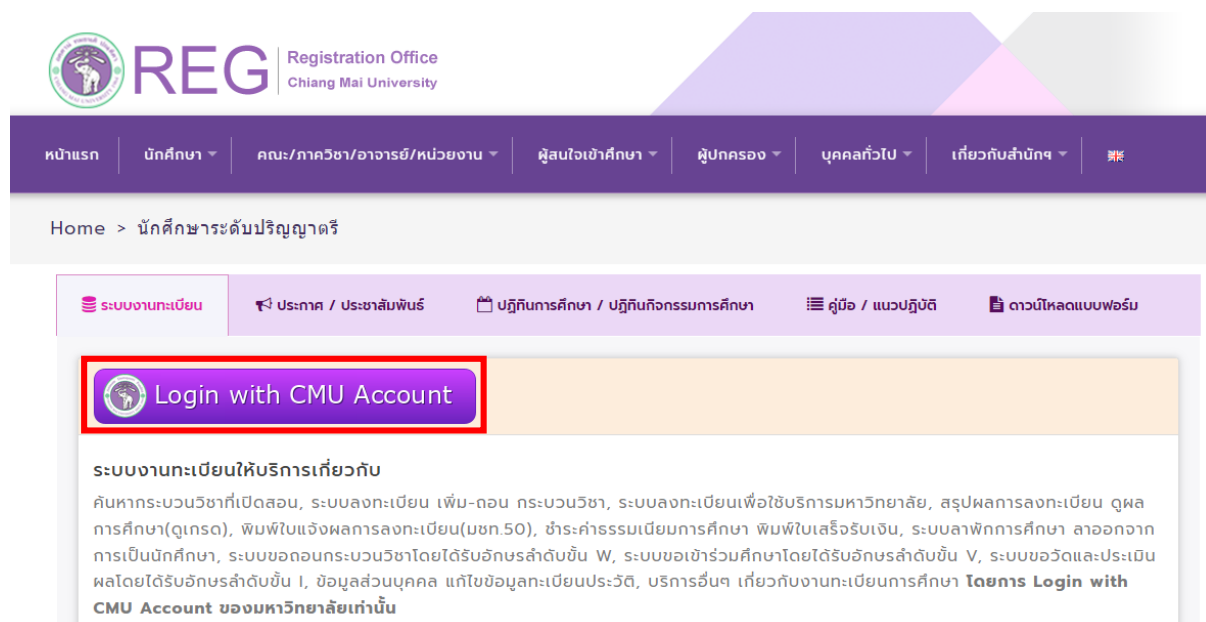 REG
Registration Office
Chiang Mai University
หน้าแรก นักศึกษา คณะ/ภาควิชา/อาจารย์/หน่วยงาน ผู้สนใจเข้าศึกษา ผู้ปกครอง บุคคลทั่วไป เกี่ยวกับสำนักฯ
Home > นักศึกษาระดับปริญญาตรี
ระบบงานทะเบียน ประกาศ / ประชาสัมพันธ์ ปฏิทินการศึกษา / ปฏิทินกิจกรรมการศึกษา คู่มือ / แนวปฏิบัติ ดาวน์โหลดแบบฟอร์ม
Login with CMU Account
ระบบงานทะเบียนให้บริการเกี่ยวกับ
ค้นหากระบวนวิชาที่เปิดสอน, ระบบลงทะเบียน เพิ่ม-ถอน กระบวนวิชา, ระบบลงทะเบียนเพื่อใช้บริการมหาวิทยาลัย, สรุปผลการลงทะเบียน ดูผล
การศึกษา(ดูเกรด), พิมพ์ใบแจ้งผลการลงทะเบียน(มชท.50), ชำระค่าธรรมเนียมการศึกษา พิมพ์ใบเสร็จรับเงิน, ระบบลาพักการศึกษา ลาออกจาก
การเป็นนักศึกษา, ระบบขอถอนกระบวนวิชาโดยได้รับอักษรลำดับขั้น W, ระบบขอเข้าร่วมศึกษาโดยได้รับอักษรลำดับขั้น V, ระบบขอวัดและประเมิน
ผลโดยได้รับอักษรลำดับขั้น I, ข้อมูลส่วนบุคคล แก้ไขข้อมูลทะเบียนประวัติ, บริการอื่นๆ เกี่ยวกับงานทะเบียนการศึกษา โดยการ Login with
CMU Account ของมหาวิทยาลัยเท่านั้น